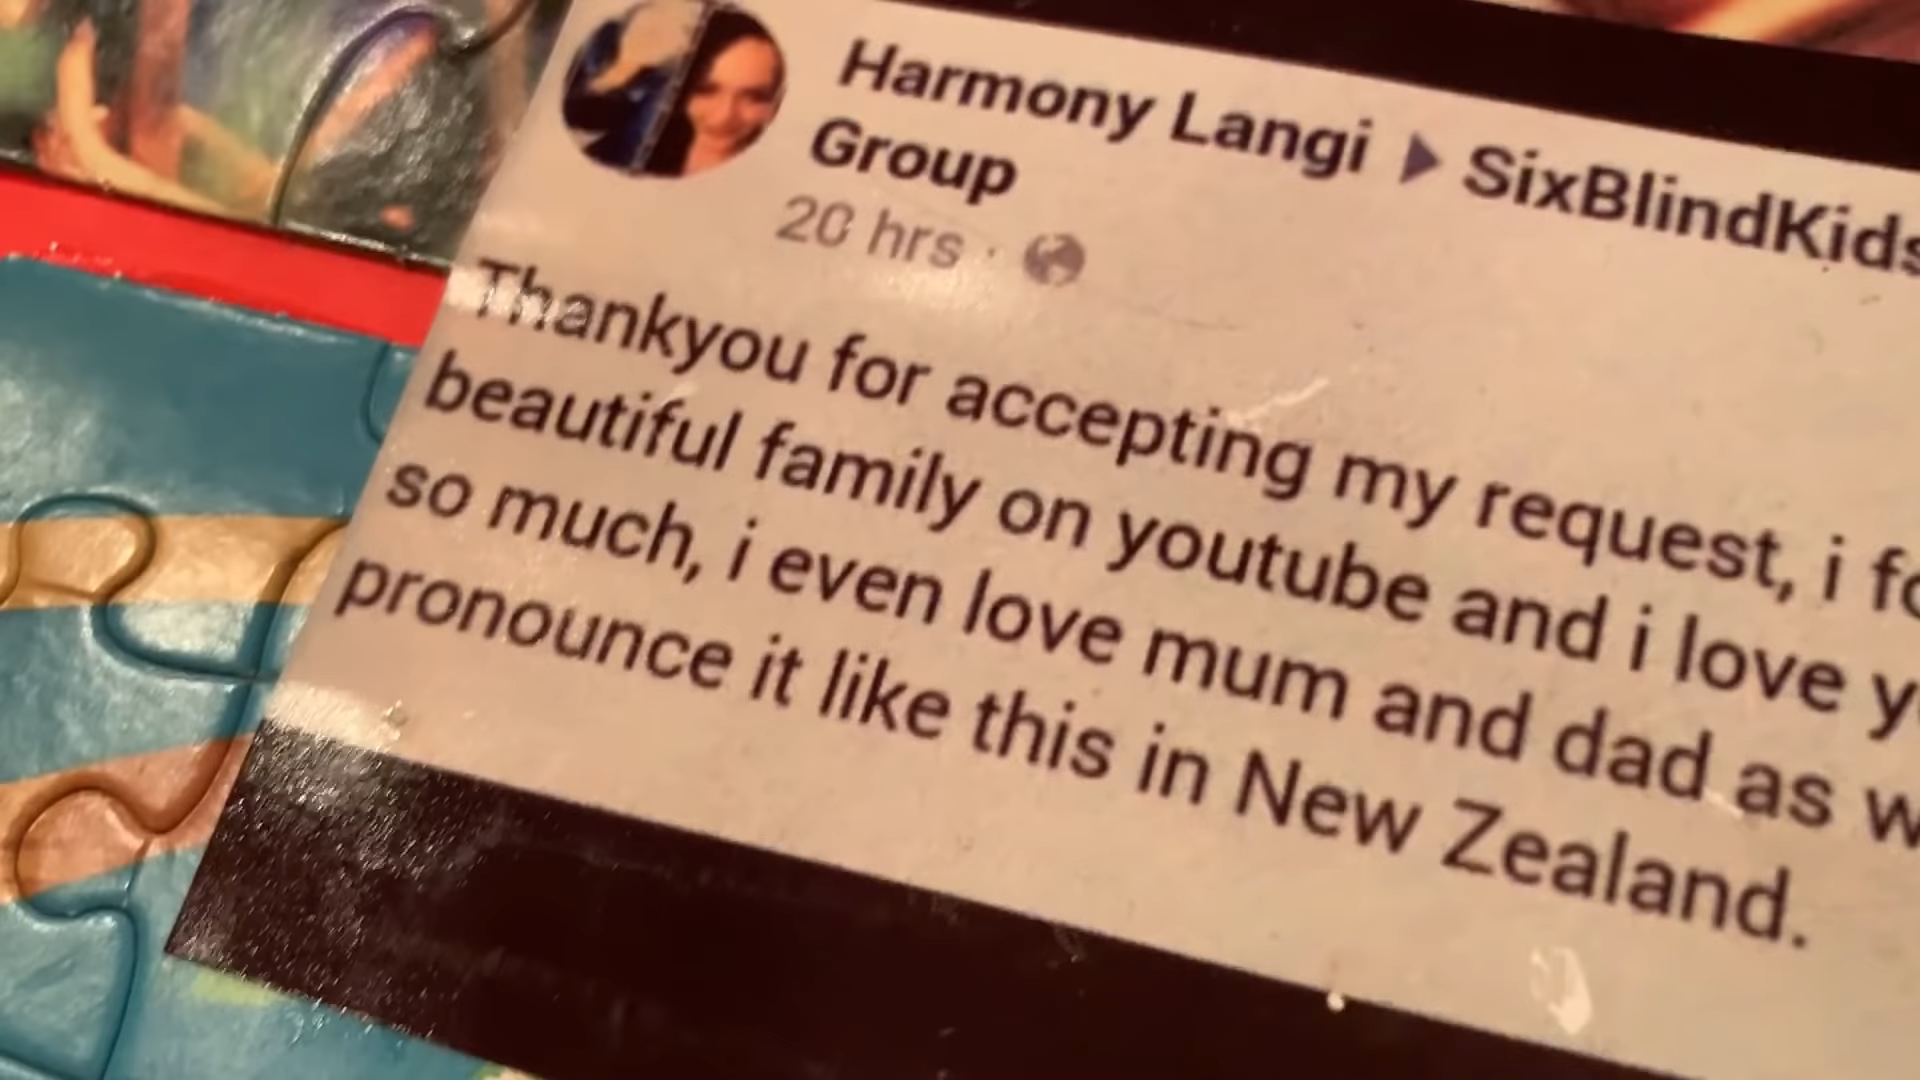 Harmony Langi ▶ SixBlindKids
Group
20 hrs ·
Thankyou for accepting my request, i
beautiful family on youtube and i love
so much, i even love mum and dad as
pronounce it like this in New Zealand.